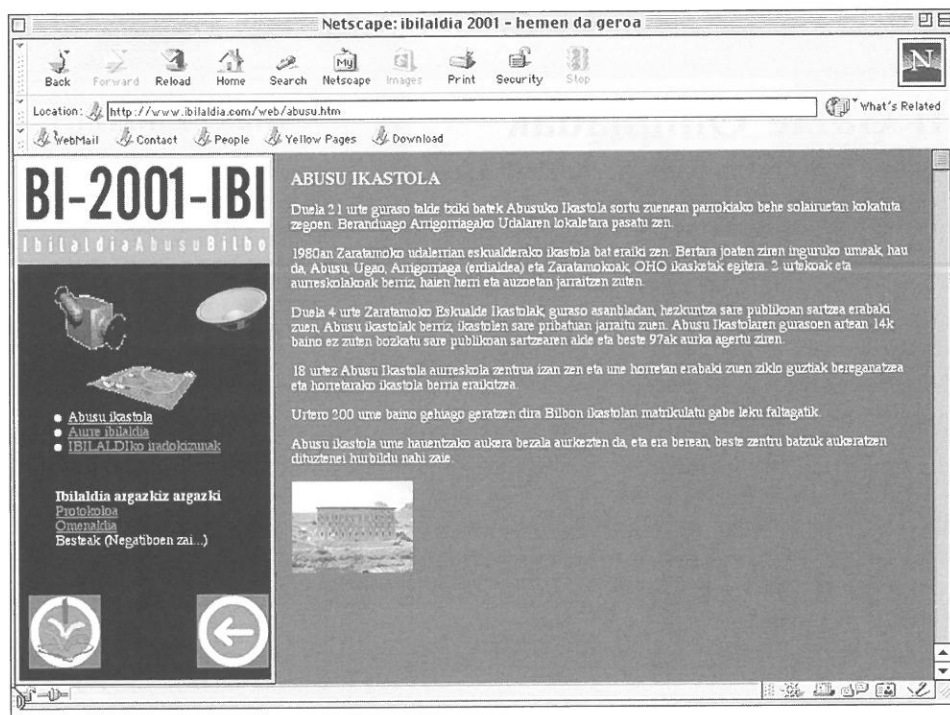 Netscape: ibilaldia 2001 - hemen da geroa
Back Forward Reload Home Search Netscape Images Print Security Stop
My
N
Location: http://www.ibilaldia.com/web/abusu.htm What's Related
WebMail Contact People Yellow Pages Download
BI-2001-IBI
IbilaldiaAbusuBilbo
Abusu ikastola
Aurre ibilaldia
IBILALDIko iradokizunak
Ibilaldia argazkiz argazki
Protokoloa
Omenaldia
Besteak (Negatiboen zai...)
ABUSU IKASTOLA
Duela 21 urte guraso talde txiki batek Abusuko Ikastola sortu zuenean parrokiako behe solairuetan kokatuta
zegoen. Beranduago Arrigorriagako Udalaren lokaletara pasatu zen.
1980an Zaratamoko udalerrian eskualderako ikastola bat eraiki zen. Bertara joaten ziren inguruko umeak, hau
da, Abusu, Ugao, Arrigorriaga (erdialdea) eta Zaratamokoak, OHO ikasketak egitera. 2 urtekoak eta
aurreskolakoak berriz, haien herri eta auzoetan jarraitzen zuten.
Duela 4 urte Zaratamoko Eskualde Ikastolak, guraso asanbladan, hezkuntza sare publikoan sartzea erabaki
zuen, Abusu ikastolak berriz, ikastolen sare pribatuan jarraitu zuen. Abusu Ikastolaren gurasoen artean 14k
baino ez zuten bozkatu sare publikoan sartzearen alde eta beste 97ak aurka agertu ziren.
18 urtez Abusu Ikastola aurreskola zentrua izan zen eta une horretan erabaki zuen ziklo guztiak bereganatzea
eta horretarako ikastola berria eraikitzea.
Urtero 200 ume baino gehiago geratzen dira Bilbon ikastolan matrikulatu gabe leku faltagatik.
Abusu ikastola ume hauentzako aukera bezala aurkezten da, eta era berean, beste zentru batzuk aukeratzen
dituztenei hurbildu nahi zaie.